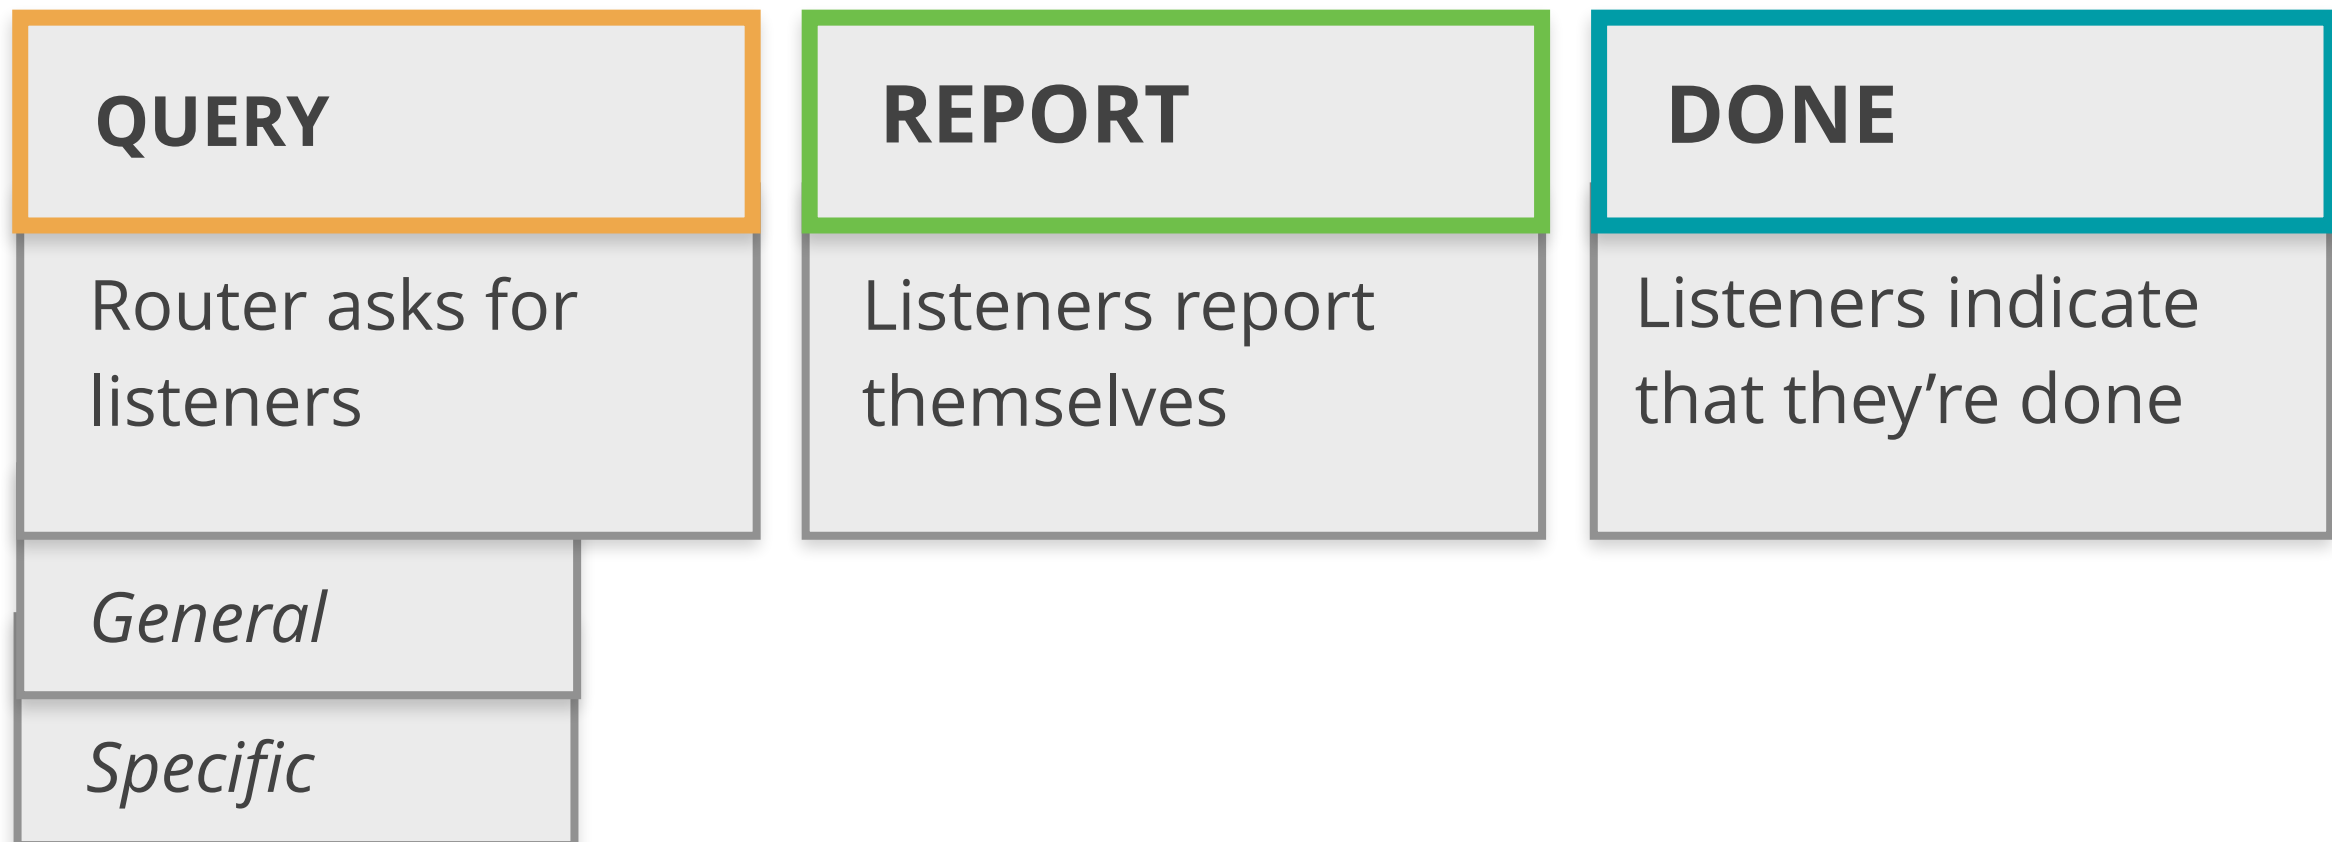 QUERY
Router asks for
listeners
General
Specific
REPORT
Listeners report
themselves
DONE
Listeners indicate
that they’re done